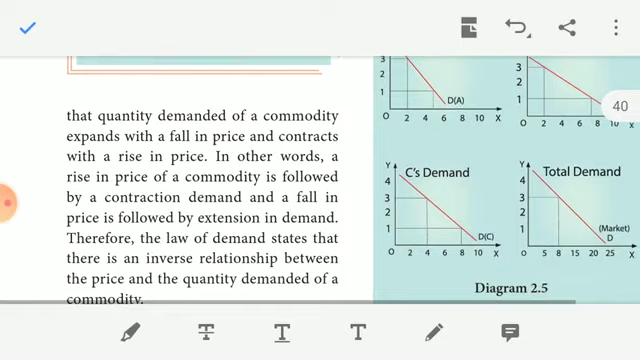 that quantity demanded of a commodity
expands with a fall in price and contracts
with a rise in price. In other words, a
rise in price of a commodity is followed
by a contraction demand and a fall in
price is followed by extension in demand.
Therefore, the law of demand states that
there is an inverse relationship between
the price and the quantity demanded of a
commodity.
3
2
1
D(A)
O 2 4 6 8 10 X
3
2
1
O 2 4 6 8 10 X
40
Y
C's Demand
4
3
2
1
D(C)
O 2 4 6 8 10 X
Y
Total Demand
4
3
2
1
(Market)
D
O 5 8 15 20 25 X
Diagram 2.5
T T T